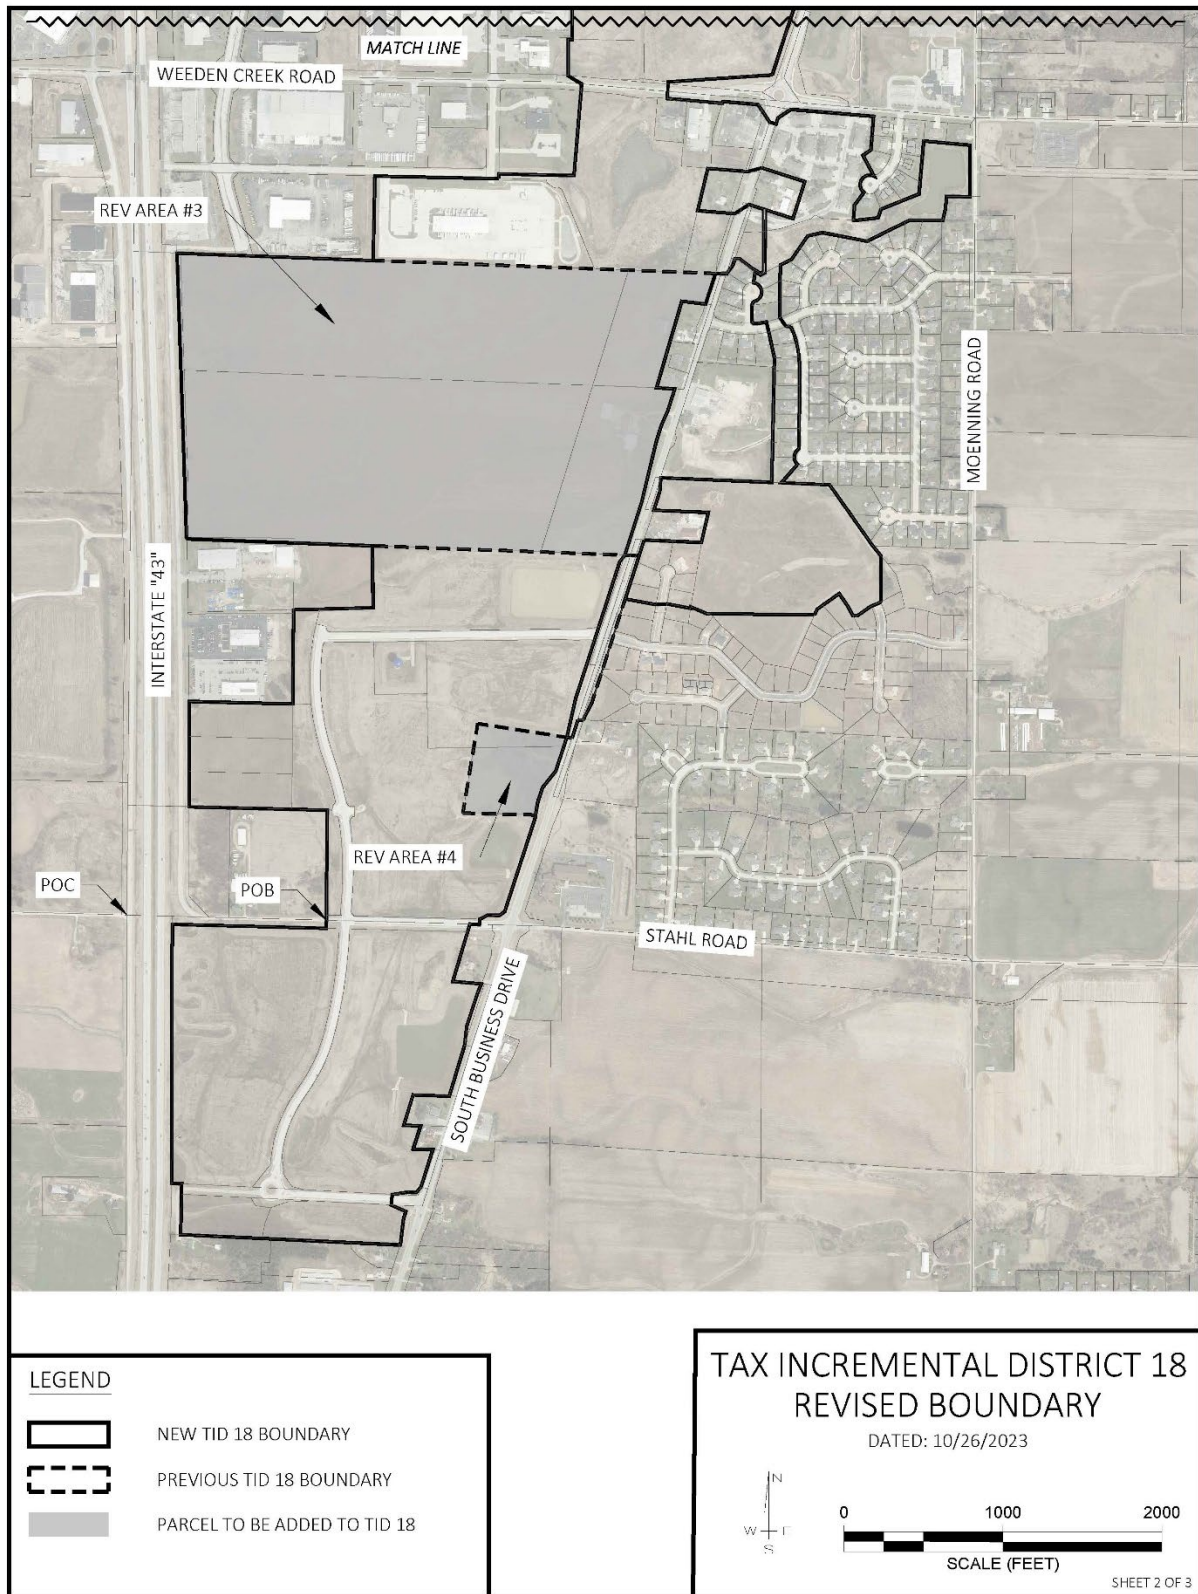 MATCH LINE
WEEDEN CREEK ROAD
REV AREA #3
MOENNING ROAD
INTERSTATE "43"
REV AREA #4
POC
POB
STAHL ROAD
SOUTH BUSINESS DRIVE
LEGEND
NEW TID 18 BOUNDARY
PREVIOUS TID 18 BOUNDARY
PARCEL TO BE ADDED TO TID 18
TAX INCREMENTAL DISTRICT 18
REVISED BOUNDARY
DATED: 10/26/2023
N
W E
S
0 1000 2000
SCALE (FEET)
SHEET 2 OF 3